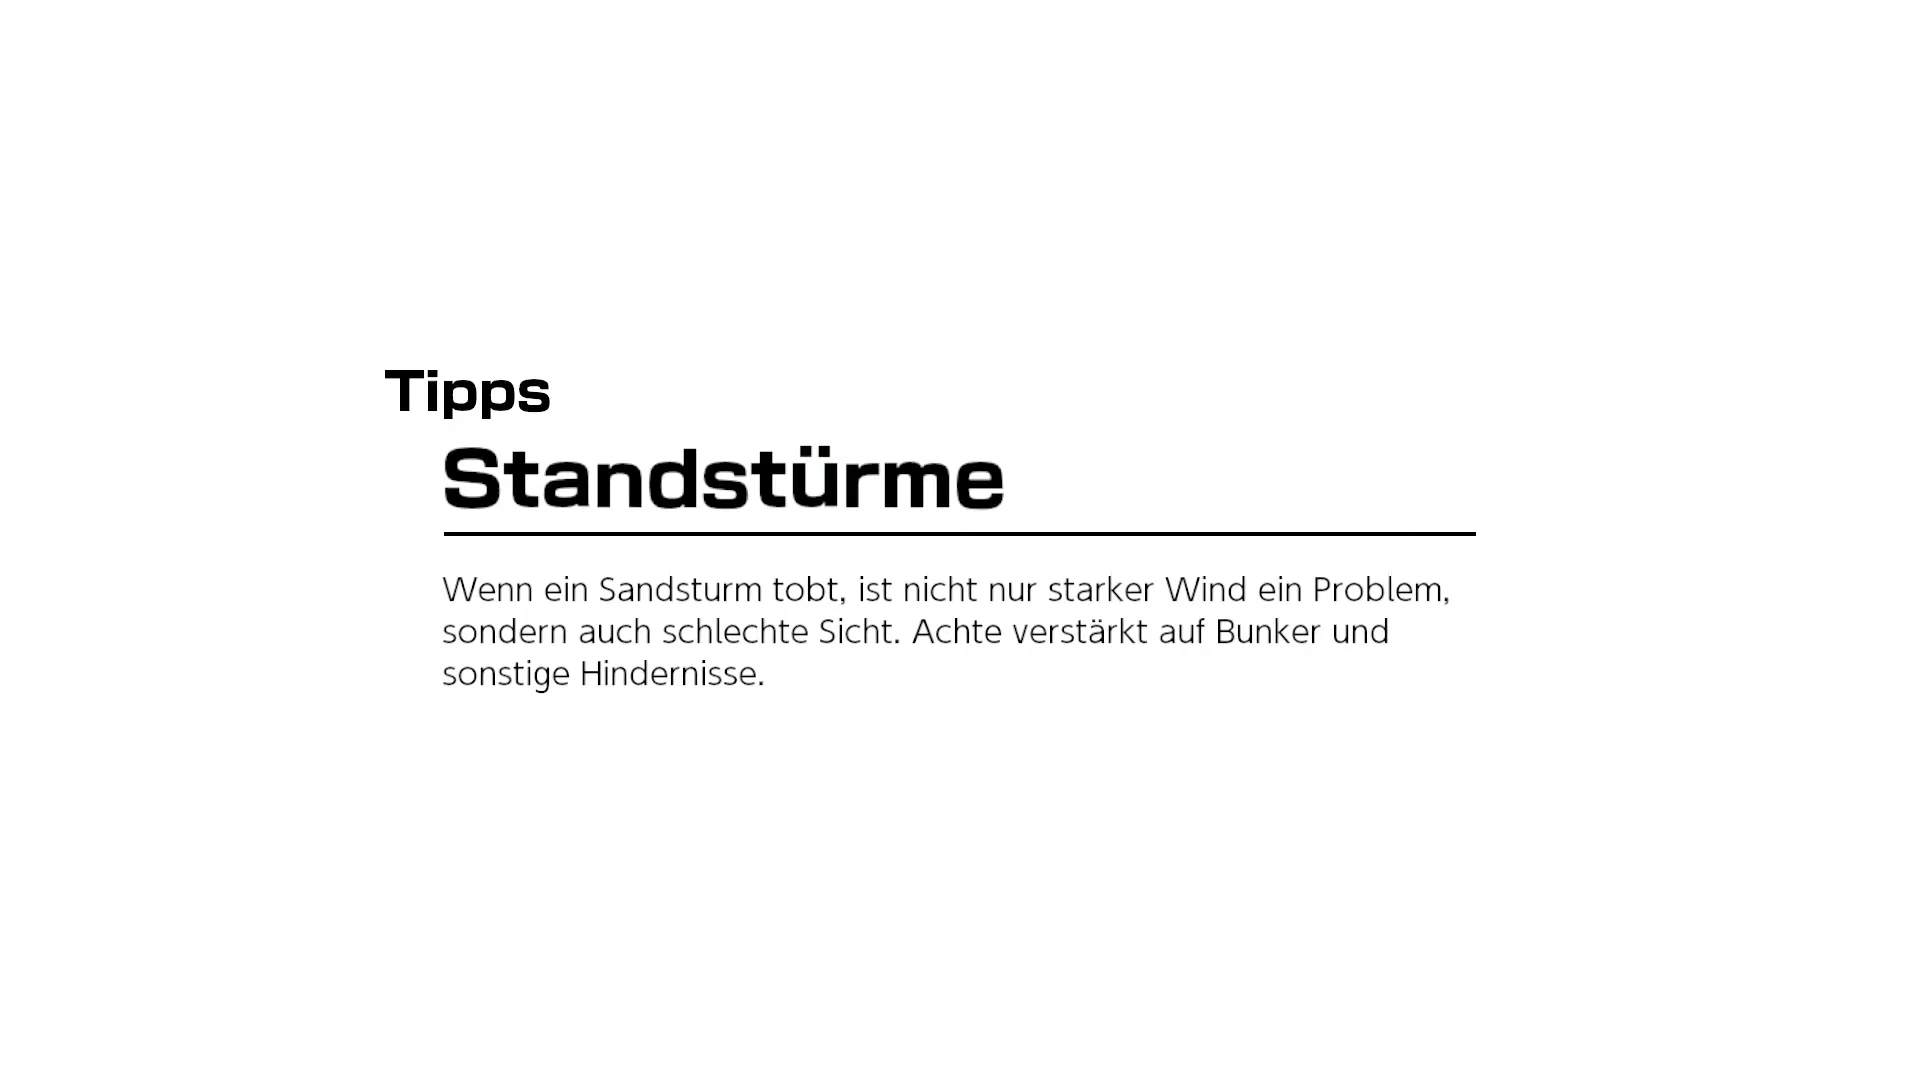 Tipps
Standstürme
Wenn ein Sandsturm tobt, ist nicht nur starker Wind ein Problem,
sondern auch schlechte Sicht. Achte verstärkt auf Bunker und
sonstige Hindernisse.